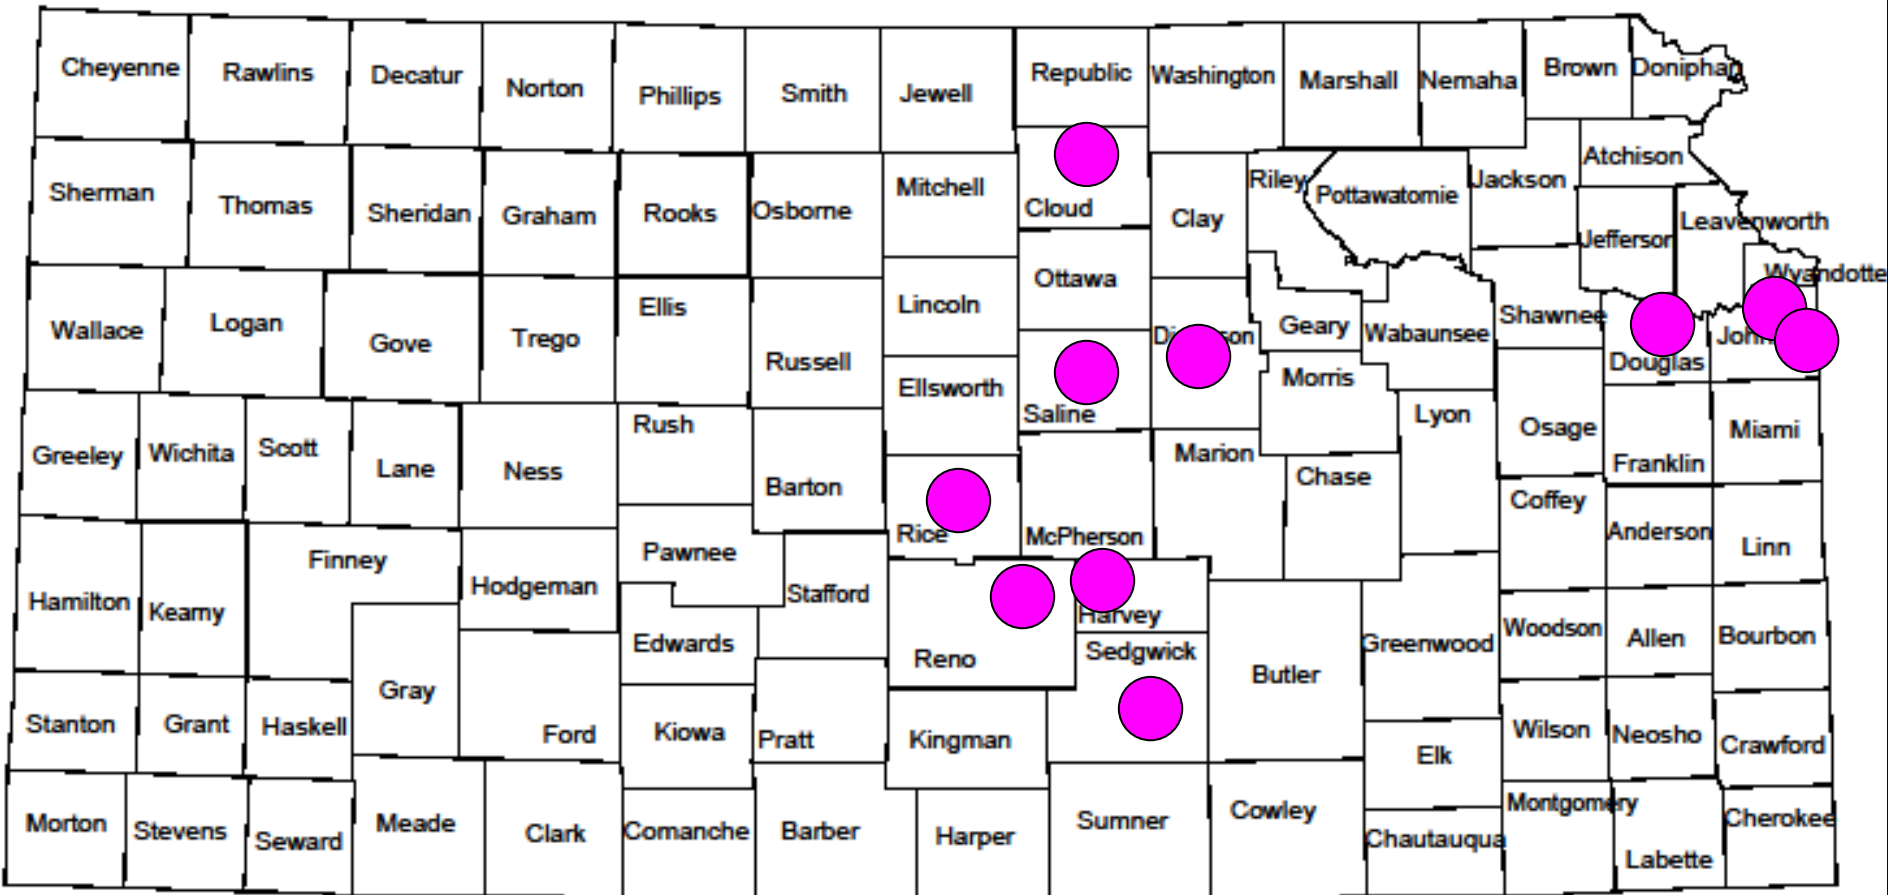 Cheyenne
Rawlins
Decatur
Norton
Phillips
Smith
Jewell
Republic
Washington
Marshall
Nemaha
Brown
Doniphan
Sherman
Thomas
Sheridan
Graham
Rooks
Osborne
Mitchell
Cloud
Clay
Riley
Pottawatomie
Jackson
Atchison
Jefferson
Leavenworth
Wyandotte
Wallace
Logan
Gove
Trego
Ellis
Russell
Lincoln
Ottawa
Geary
Wabaunsee
Shawnee
Douglas
Ellsworth
Saline
Morris
Lyon
Osage
Franklin
Miami
Greeley
Wichita
Scott
Lane
Ness
Rush
Barton
Rice
McPherson
Marion
Chase
Coffey
Anderson
Linn
Hamilton
Kearny
Finney
Hodgeman
Pawnee
Stafford
Edwards
Reno
Harvey
Sedgwick
Butler
Greenwood
Woodson
Allen
Bourbon
Stanton
Grant
Haskell
Gray
Ford
Kiowa
Pratt
Kingman
Elk
Wilson
Neosho
Crawford
Morton
Stevens
Seward
Meade
Clark
Comanche
Barber
Harper
Sumner
Cowley
Chautauqua
Montgomery
Labette
Cherokee